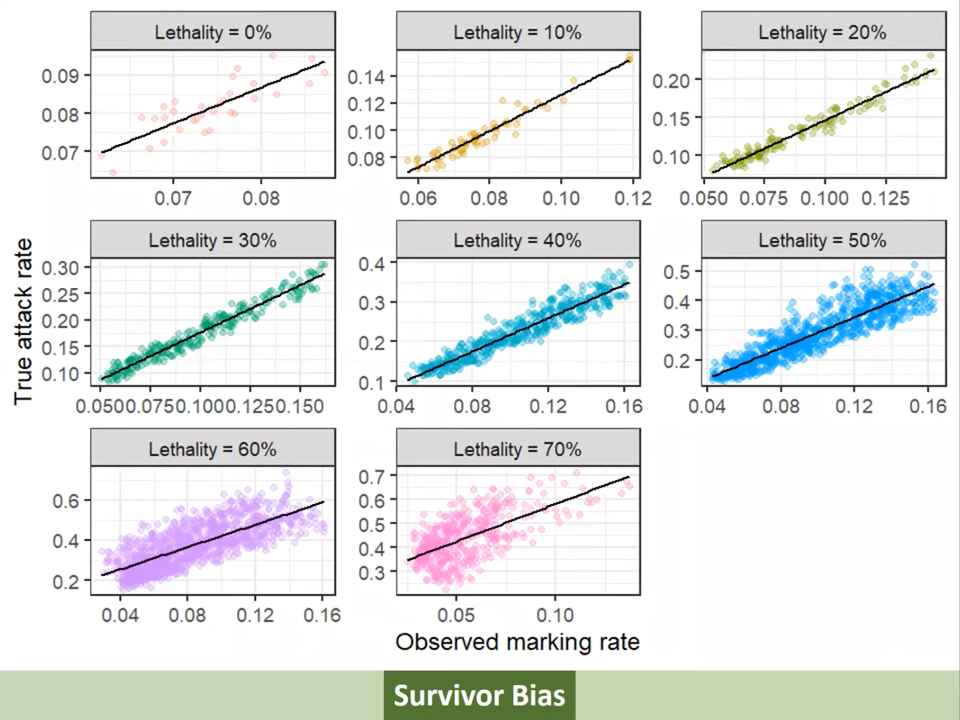 Lethality = 0%
Lethality = 10%
Lethality = 20%
0.09
0.08
0.07
0.07 0.08
0.14
0.12
0.10
0.08
0.06 0.08 0.10 0.12
0.20
0.15
0.10
0.050 0.075 0.100 0.125
True attack rate
Lethality = 30%
Lethality = 40%
Lethality = 50%
0.30
0.25
0.20
0.15
0.10
0.0500.0750.1000.1250.150
0.4
0.3
0.2
0.1
0.04 0.08 0.12 0.16
0.5
0.4
0.3
0.2
0.04 0.08 0.12 0.16
Lethality = 60%
Lethality = 70%
0.6
0.4
0.2
0.04 0.08 0.12 0.16
0.7
0.6
0.5
0.4
0.3
0.05 0.10
Observed marking rate
Survivor Bias